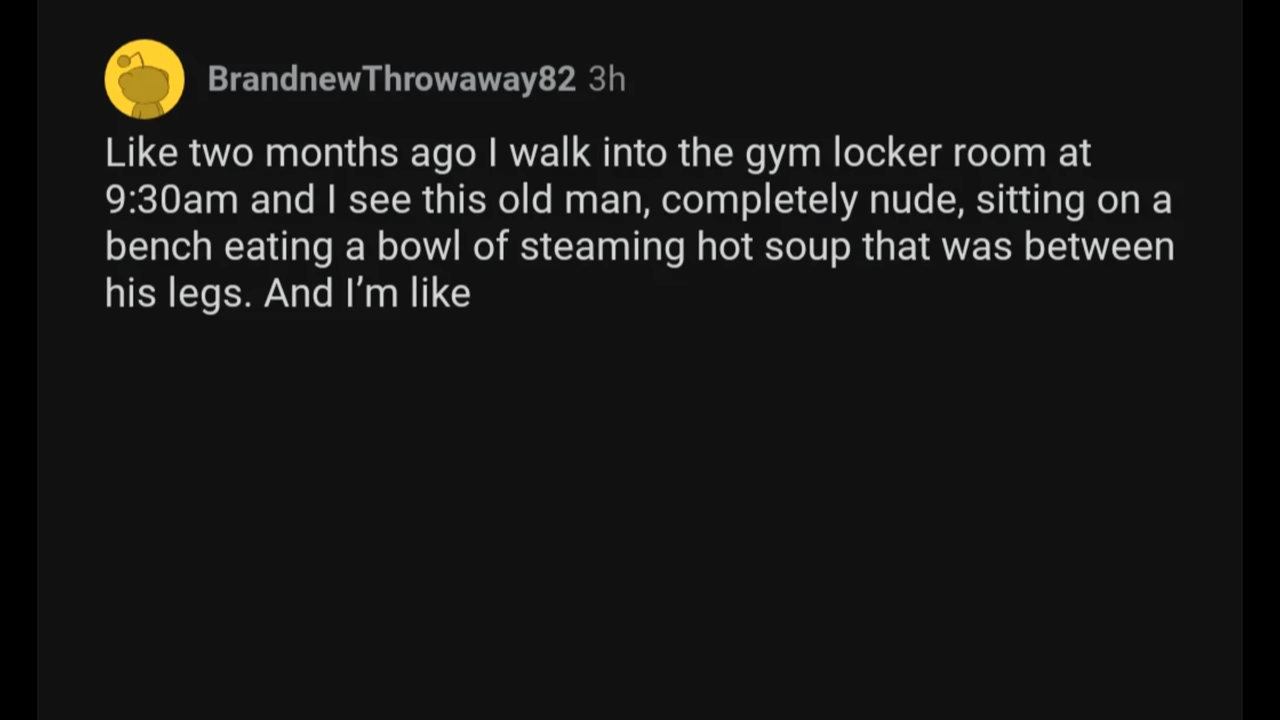 BrandnewThrowaway82 3h
Like two months ago I walk into the gym locker room at
9:30am and I see this old man, completely nude, sitting on a
bench eating a bowl of steaming hot soup that was between
his legs. And I’m like